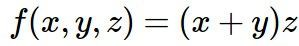 f(x, y, z) = (x + y)z